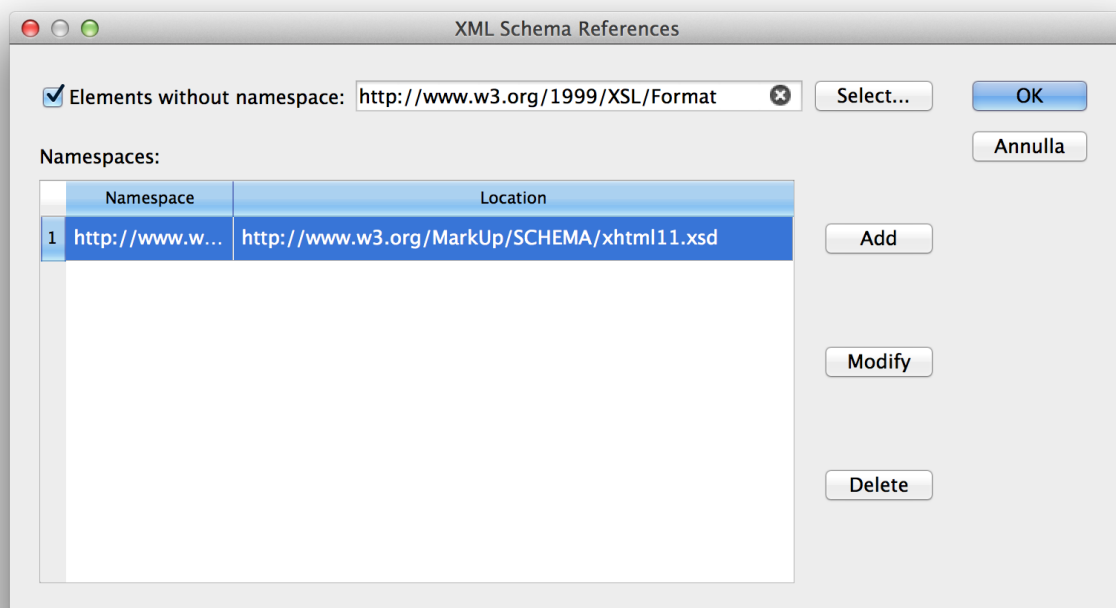 XML Schema References
Elements without namespace: http://www.w3.org/1999/XSL/Format Select... OK
Annulla
Namespaces:
Namespace Location
1 http://www.w... http://www.w3.org/MarkUp/SCHEMA/xhtml11.xsd
Add
Modify
Delete